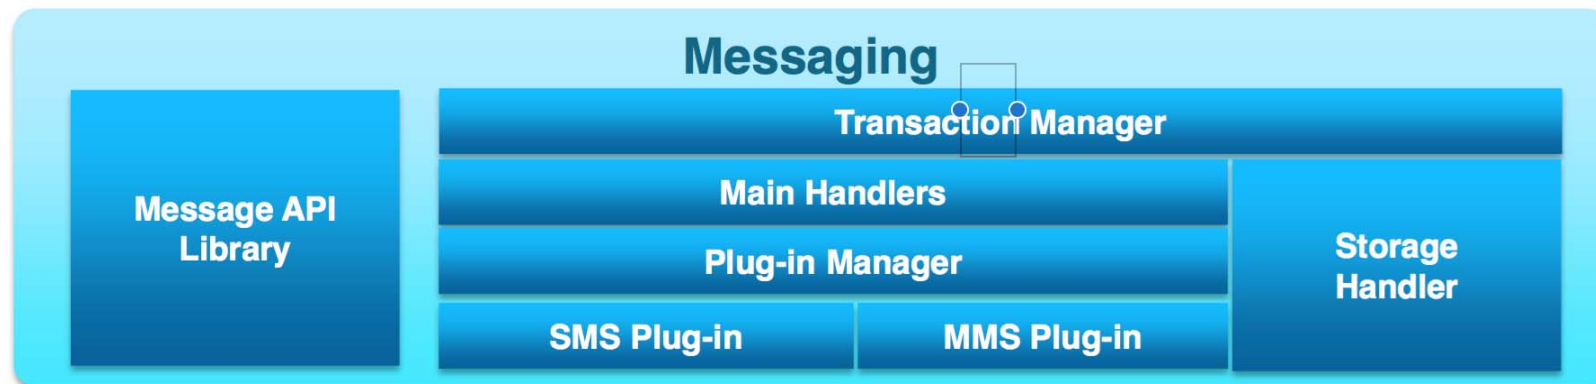 Messaging
Message API
Library
Transaction Manager
Main Handlers
Plug-in Manager
SMS Plug-in
MMS Plug-in
Storage
Handler